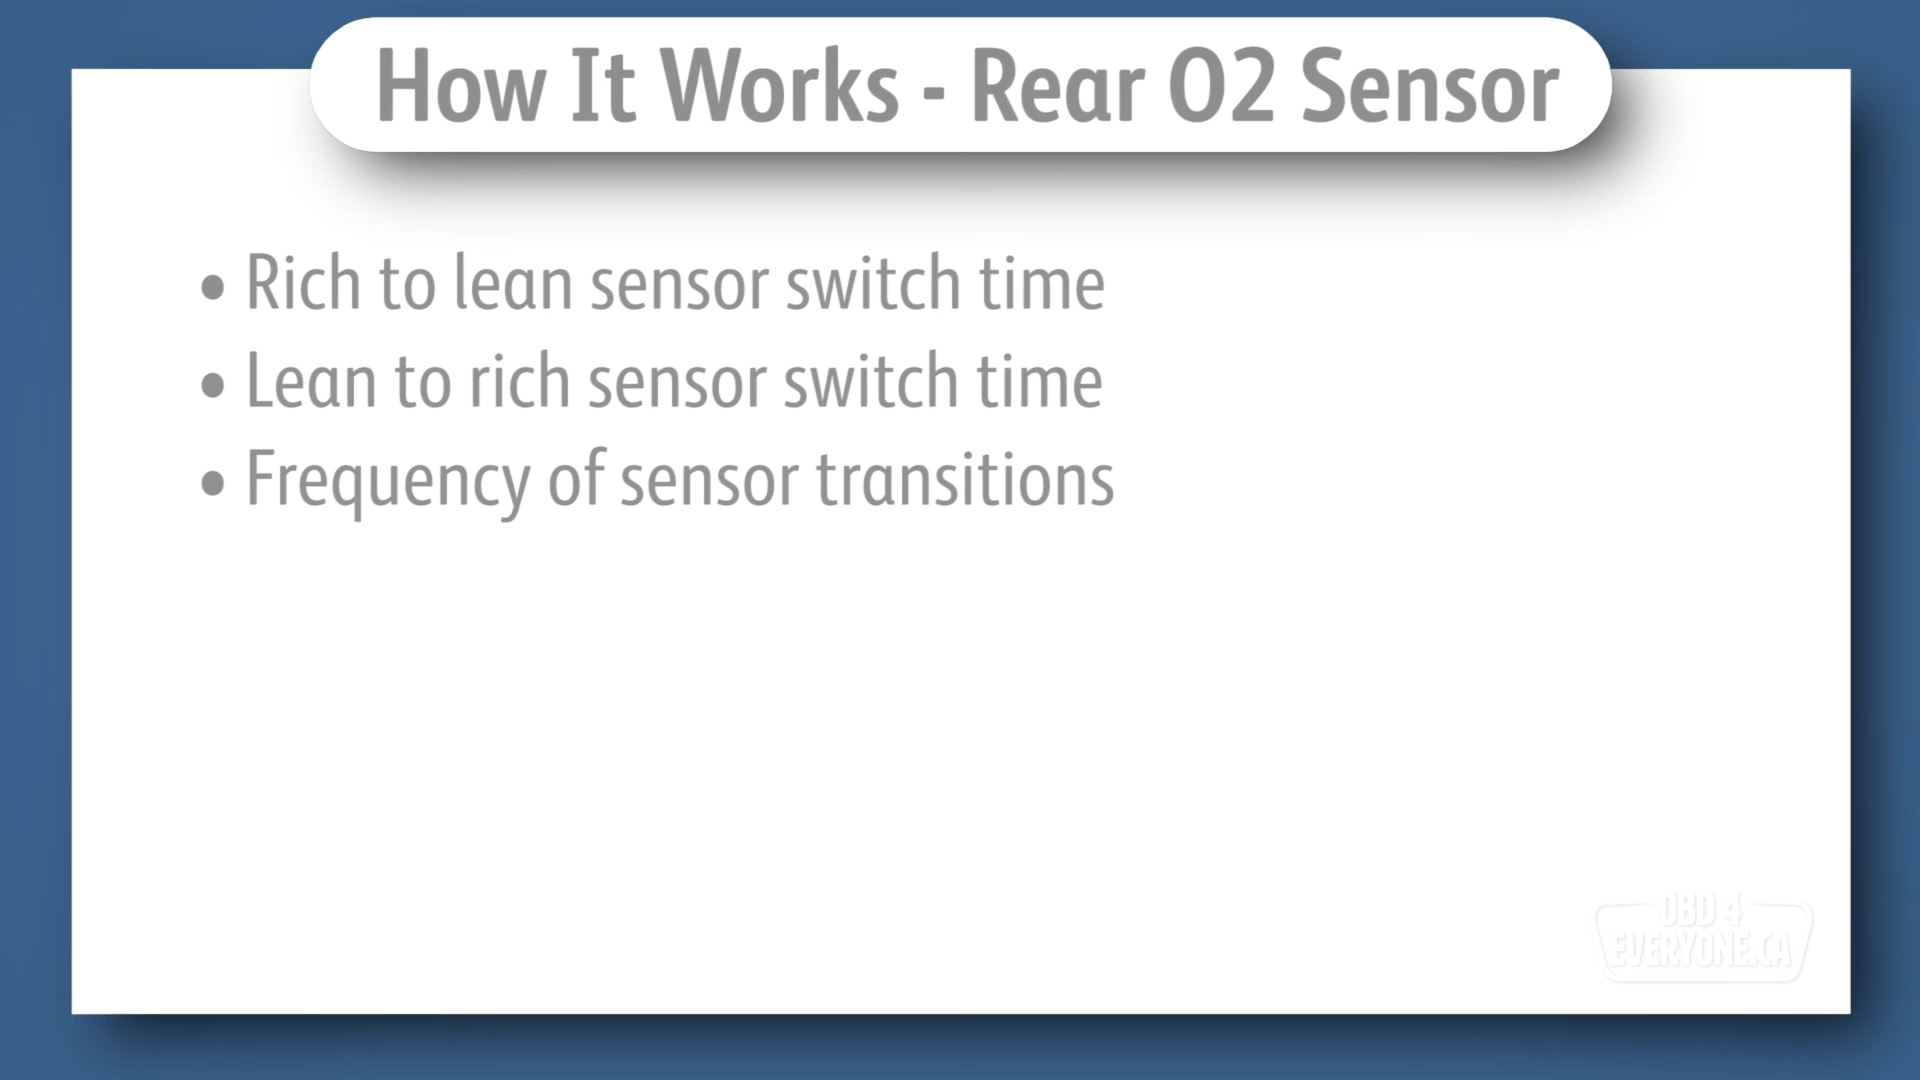 How It Works - Rear O2 Sensor
• Rich to lean sensor switch time
• Lean to rich sensor switch time
• Frequency of sensor transitions
OBD 4
EVERYONE.CA